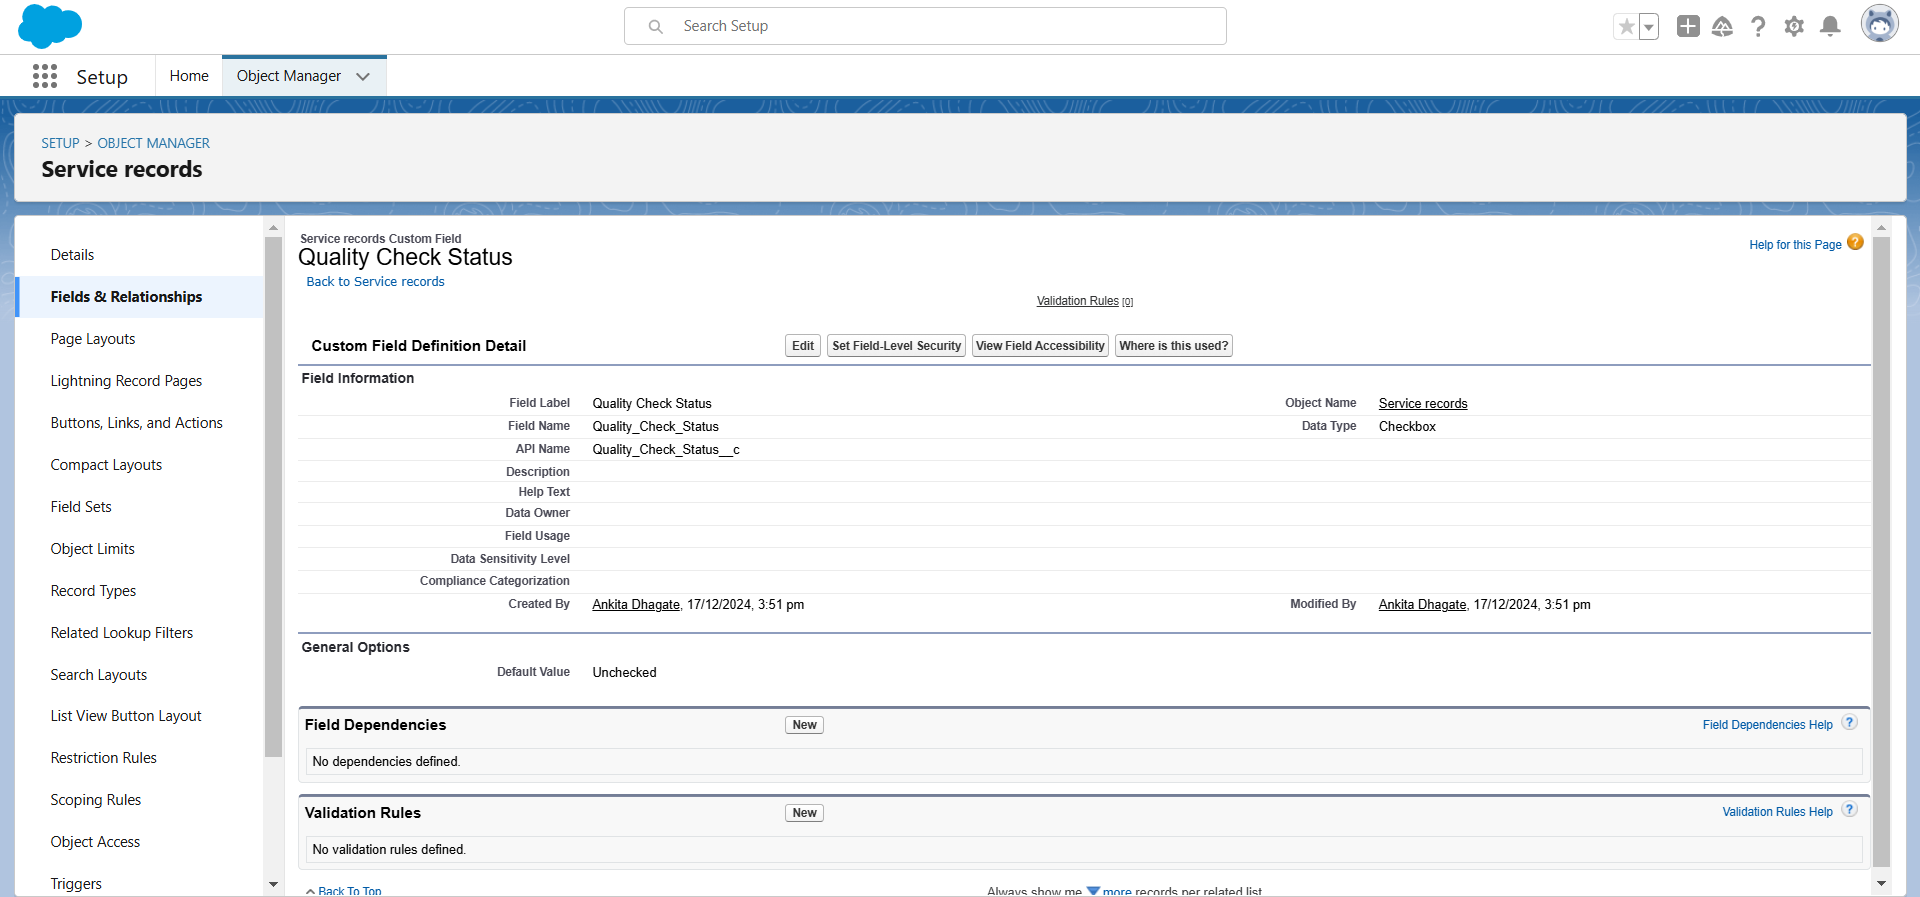 Search Setup
Setup
Home
Object Manager
SETUP > OBJECT MANAGER
Service records
Details
Fields & Relationships
Page Layouts
Lightning Record Pages
Buttons, Links, and Actions
Compact Layouts
Field Sets
Object Limits
Record Types
Related Lookup Filters
Search Layouts
List View Button Layout
Restriction Rules
Scoping Rules
Object Access
Triggers
Service records Custom Field
Quality Check Status
Back to Service records
Help for this Page ?
Validation Rules [0]
Custom Field Definition Detail
Edit
Set Field-Level Security
View Field Accessibility
Where is this used?
Field Information
Field Label Quality Check Status
Object Name Service records
Field Name Quality_Check_Status
Data Type Checkbox
API Name Quality_Check_Status__c
Description
Help Text
Data Owner
Field Usage
Data Sensitivity Level
Compliance Categorization
Created By Ankita Dhagate, 17/12/2024, 3:51 pm
Modified By Ankita Dhagate, 17/12/2024, 3:51 pm
General Options
Default Value Unchecked
Field Dependencies
New
Field Dependencies Help ?
No dependencies defined.
Validation Rules
New
Validation Rules Help ?
No validation rules defined.
Back To Top
Always show me more records per related list